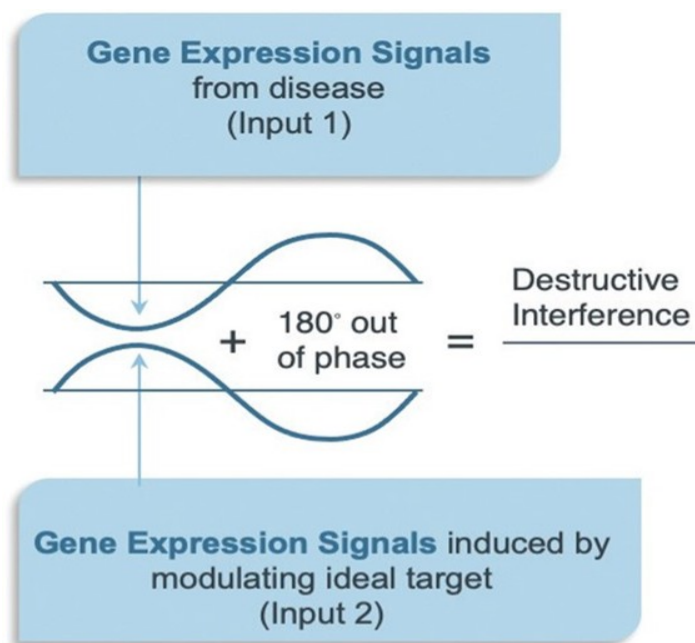 Gene Expression Signals
from disease
(Input 1)
+
180° out
of phase
=
Destructive
Interference
Gene Expression Signals induced by
modulating ideal target
(Input 2)